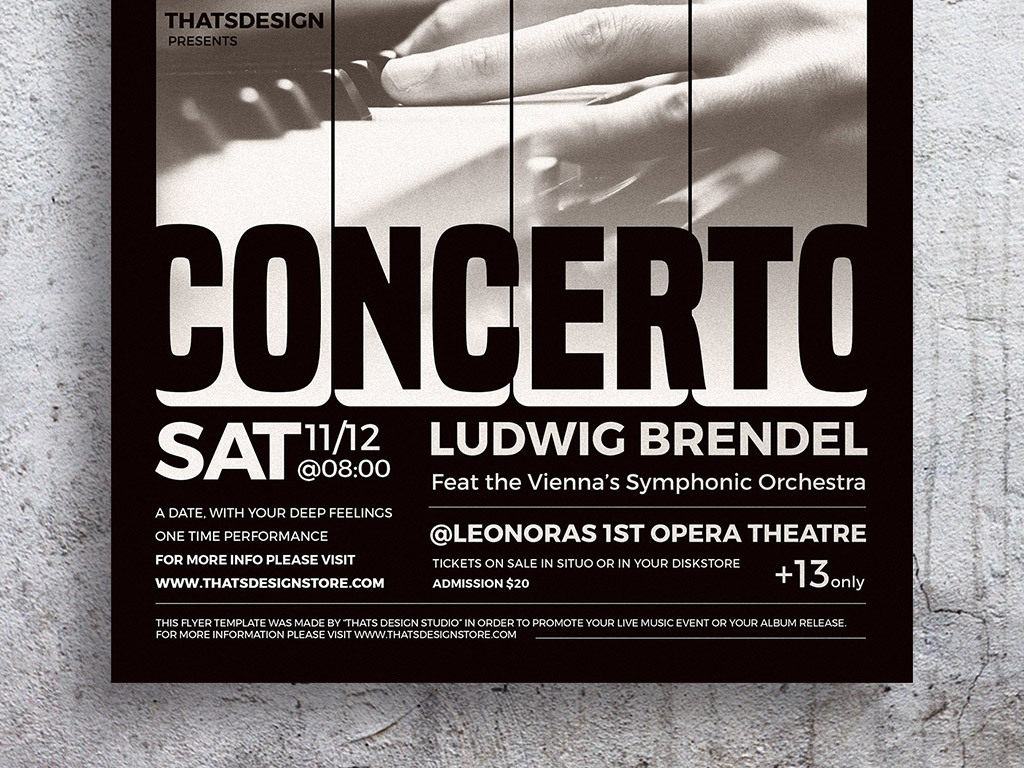 THATSDESIGN
PRESENTS
CONCERTO
SAT 11/12
@08:00
LUDWIG BRENDEL
Feat the Vienna's Symphonic Orchestra
A DATE, WITH YOUR DEEP FEELINGS
ONE TIME PERFORMANCE
FOR MORE INFO PLEASE VISIT
WWW.THATSDESIGNSTORE.COM
@LEONORAS 1ST OPERA THEATRE
TICKETS ON SALE IN SITUO OR IN YOUR DISKSTORE
ADMISSION $20
+13only
THIS FLYER TEMPLATE WAS MADE BY "THATS DESIGN STUDIO" IN ORDER TO PROMOTE YOUR LIVE MUSIC EVENT OR YOUR ALBUM RELEASE.
FOR MORE INFORMATION PLEASE VISIT WWW.THATSDESIGNSTORE.COM